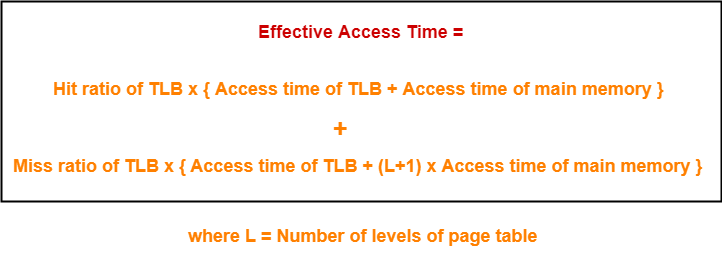 Effective Access Time =
Hit ratio of TLB x { Access time of TLB + Access time of main memory }
+
Miss ratio of TLB x { Access time of TLB + (L+1) x Access time of main memory }
where L = Number of levels of page table